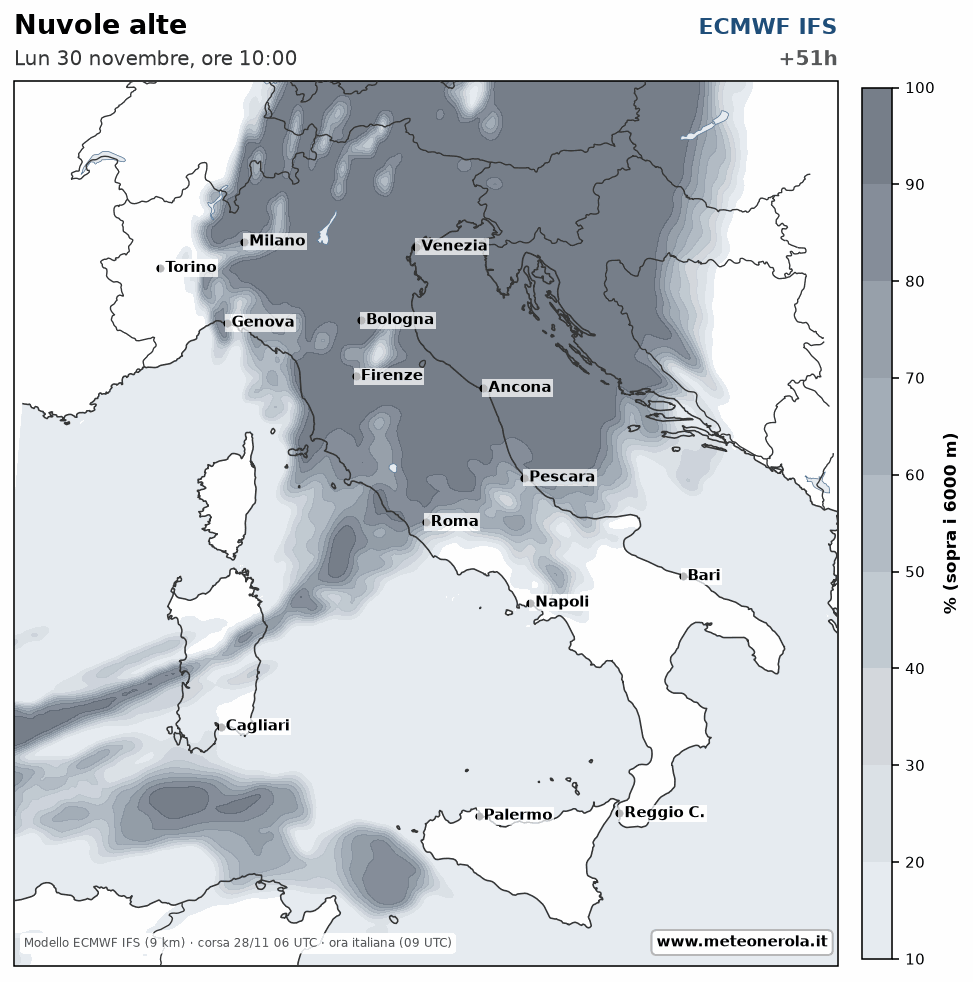 Nuvole alte
ECMWF IFS
Lun 30 novembre, ore 10:00
+51h
100
90
80
70
60
50
40
30
20
10
% (sopra i 6000 m)
Milano
Venezia
Torino
Genova
Bologna
Firenze
Ancona
Pescara
Roma
Bari
Napoli
Cagliari
Palermo
Reggio C.
Modello ECMWF IFS (9 km) · corsa 28/11 06 UTC · ora italiana (09 UTC)
www.meteonerola.it